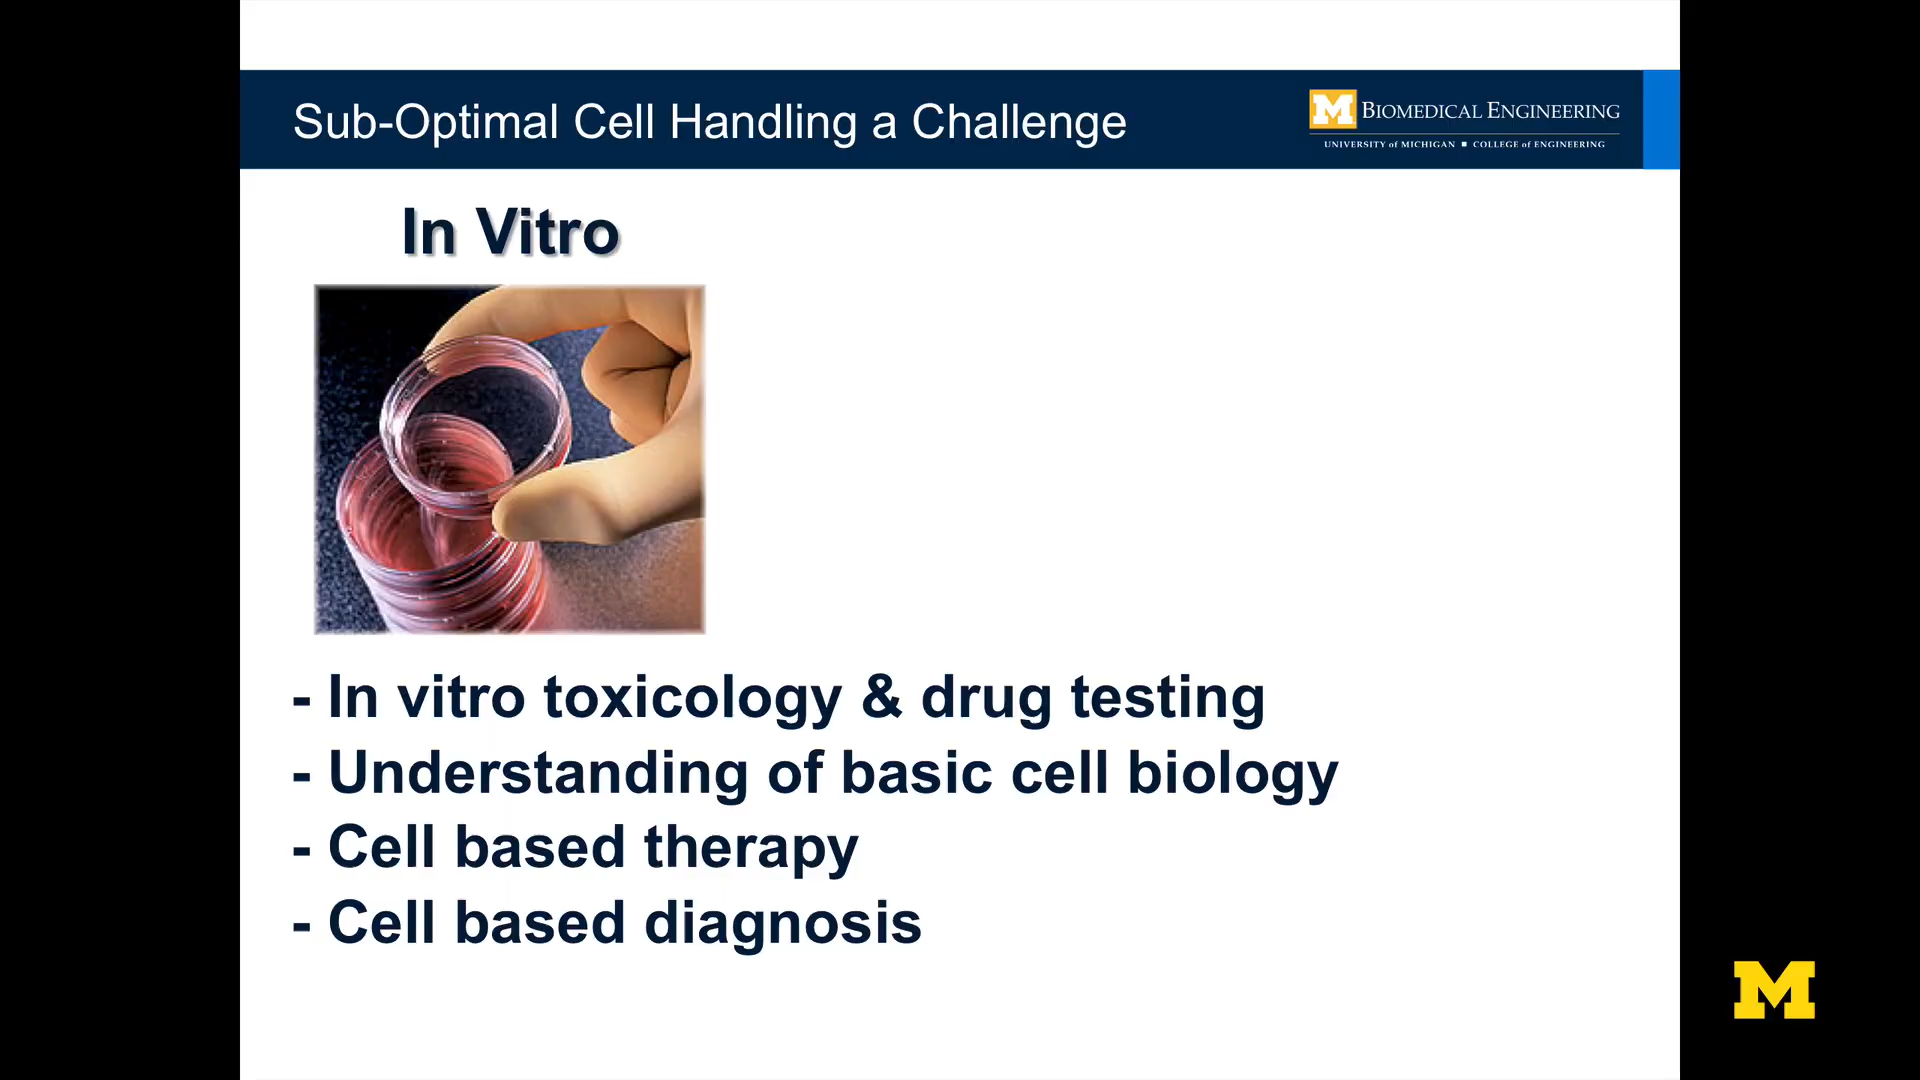 Sub-Optimal Cell Handling a Challenge
M BIOMEDICAL ENGINEERING
UNIVERSITY of MICHIGAN ■ COLLEGE of ENGINEERING
In Vitro
- In vitro toxicology & drug testing
- Understanding of basic cell biology
- Cell based therapy
- Cell based diagnosis
M